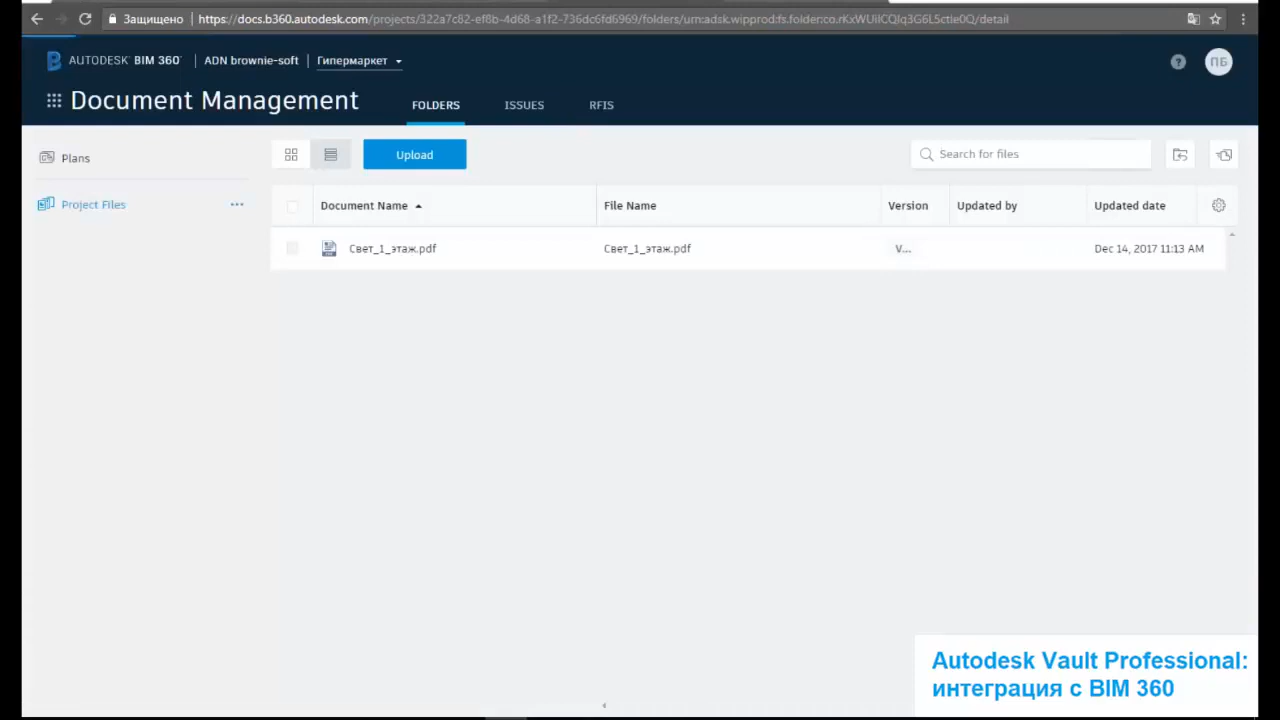 Защищено
https://docs.b360.autodesk.com/projects/322a7c82-ef8b-4d68-a1f2-736dc6fd6969/folders/urn:adsk.wipprod:fs.folder:co.rKxWUilCQIq3G6L5ctle0Q/detail
AUTODESK® BIM 360™ ADN brownie-soft Гипермаркет
? ПБ
Document Management FOLDERS ISSUES RFIS
Plans
Upload
Search for files
Project Files
Document Name File Name Version Updated by Updated date
Свет_1_этаж.pdf Свет_1_этаж.pdf V... Dec 14, 2017 11:13 AM
Autodesk Vault Professional:
интеграция с BIM 360